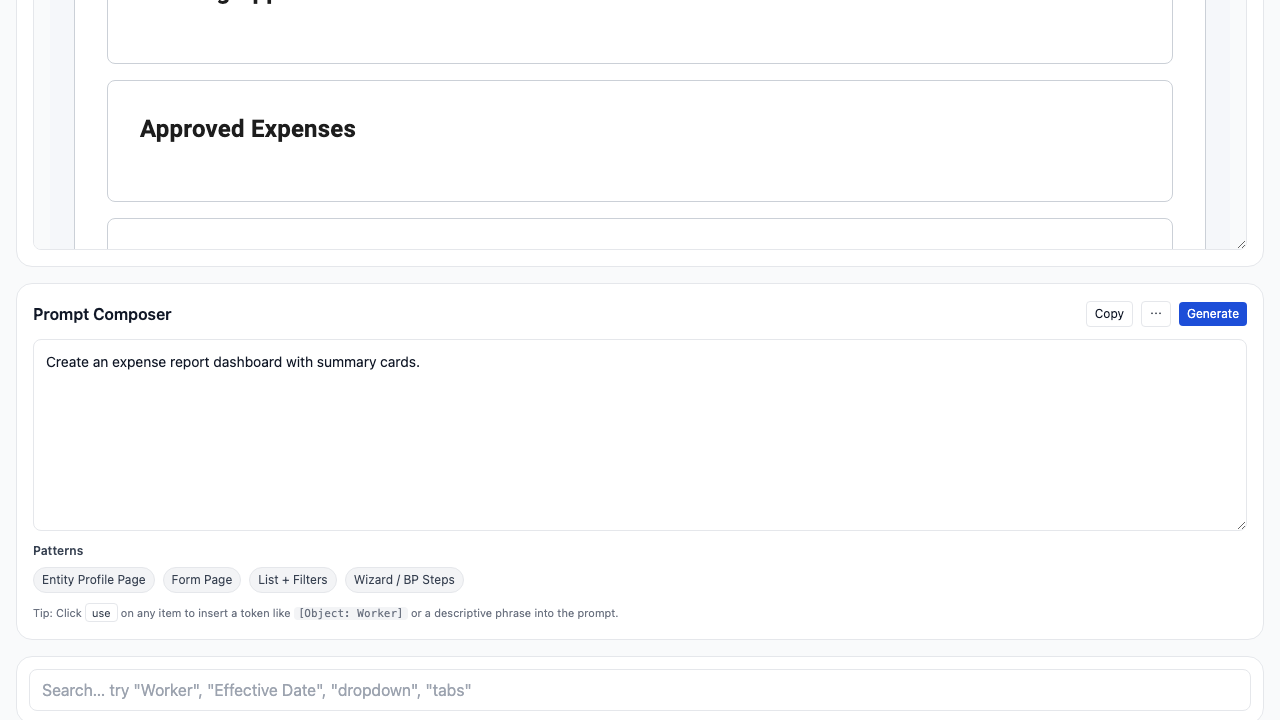 Approved Expenses
Prompt Composer
Copy
...
Generate
Create an expense report dashboard with summary cards.
Patterns
Entity Profile Page
Form Page
List + Filters
Wizard / BP Steps
Tip: Click use on any item to insert a token like [Object: Worker] or a descriptive phrase into the prompt.
Search... try "Worker", "Effective Date", "dropdown", "tabs"